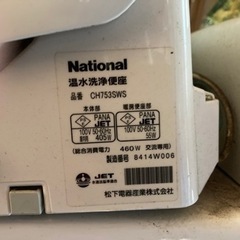 National
温水洗浄便座
品番 CH753SWS
本体部 暖房便座部
PS E PANA JET PS E PANA JET
100V 50-60Hz 100V 50-60Hz
405W 55W
(総合消費電力 460W 交流専用)
製造番号 8414W006
JET
松下電器産業株式会社